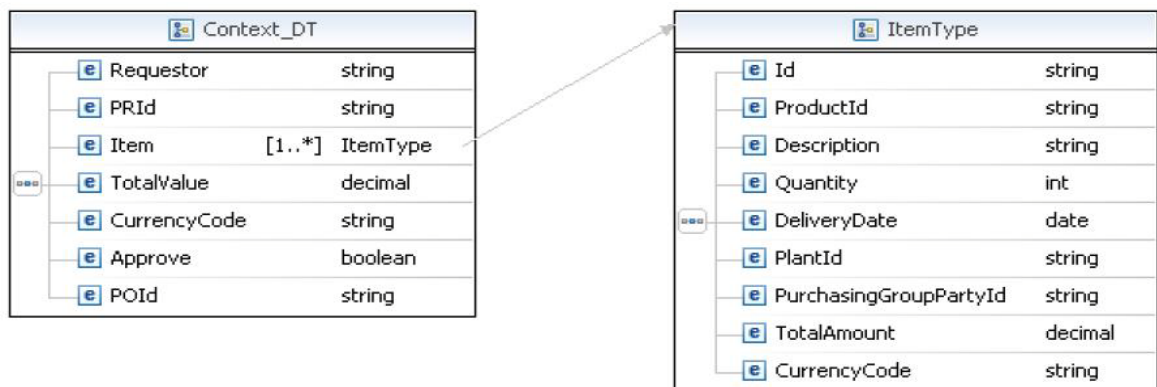 Context_DT
e Requestor string
e PRId string
e Item [1..*] ItemType
e TotalValue decimal
e CurrencyCode string
e Approve boolean
e POId string
ItemType
e Id string
e ProductId string
e Description string
e Quantity int
e DeliveryDate date
e PlantId string
e PurchasingGroupPartyId string
e TotalAmount decimal
e CurrencyCode string